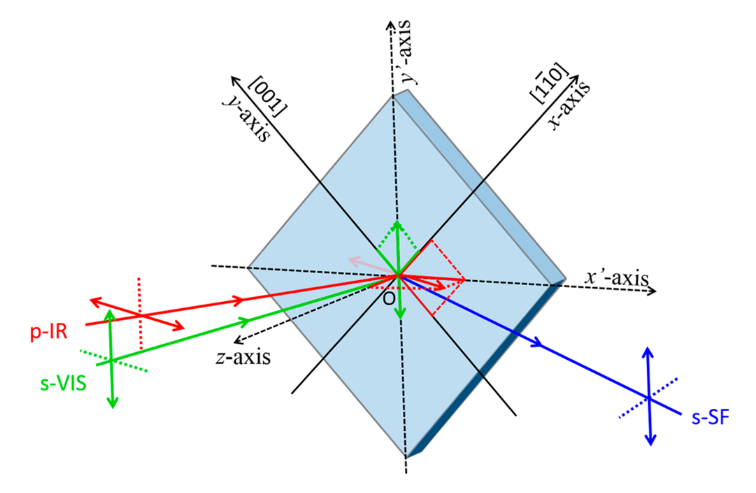 y'-axis
[001]
y-axis
[11̄0]
x-axis
x'-axis
O
z-axis
p-IR
s-VIS
s-SF